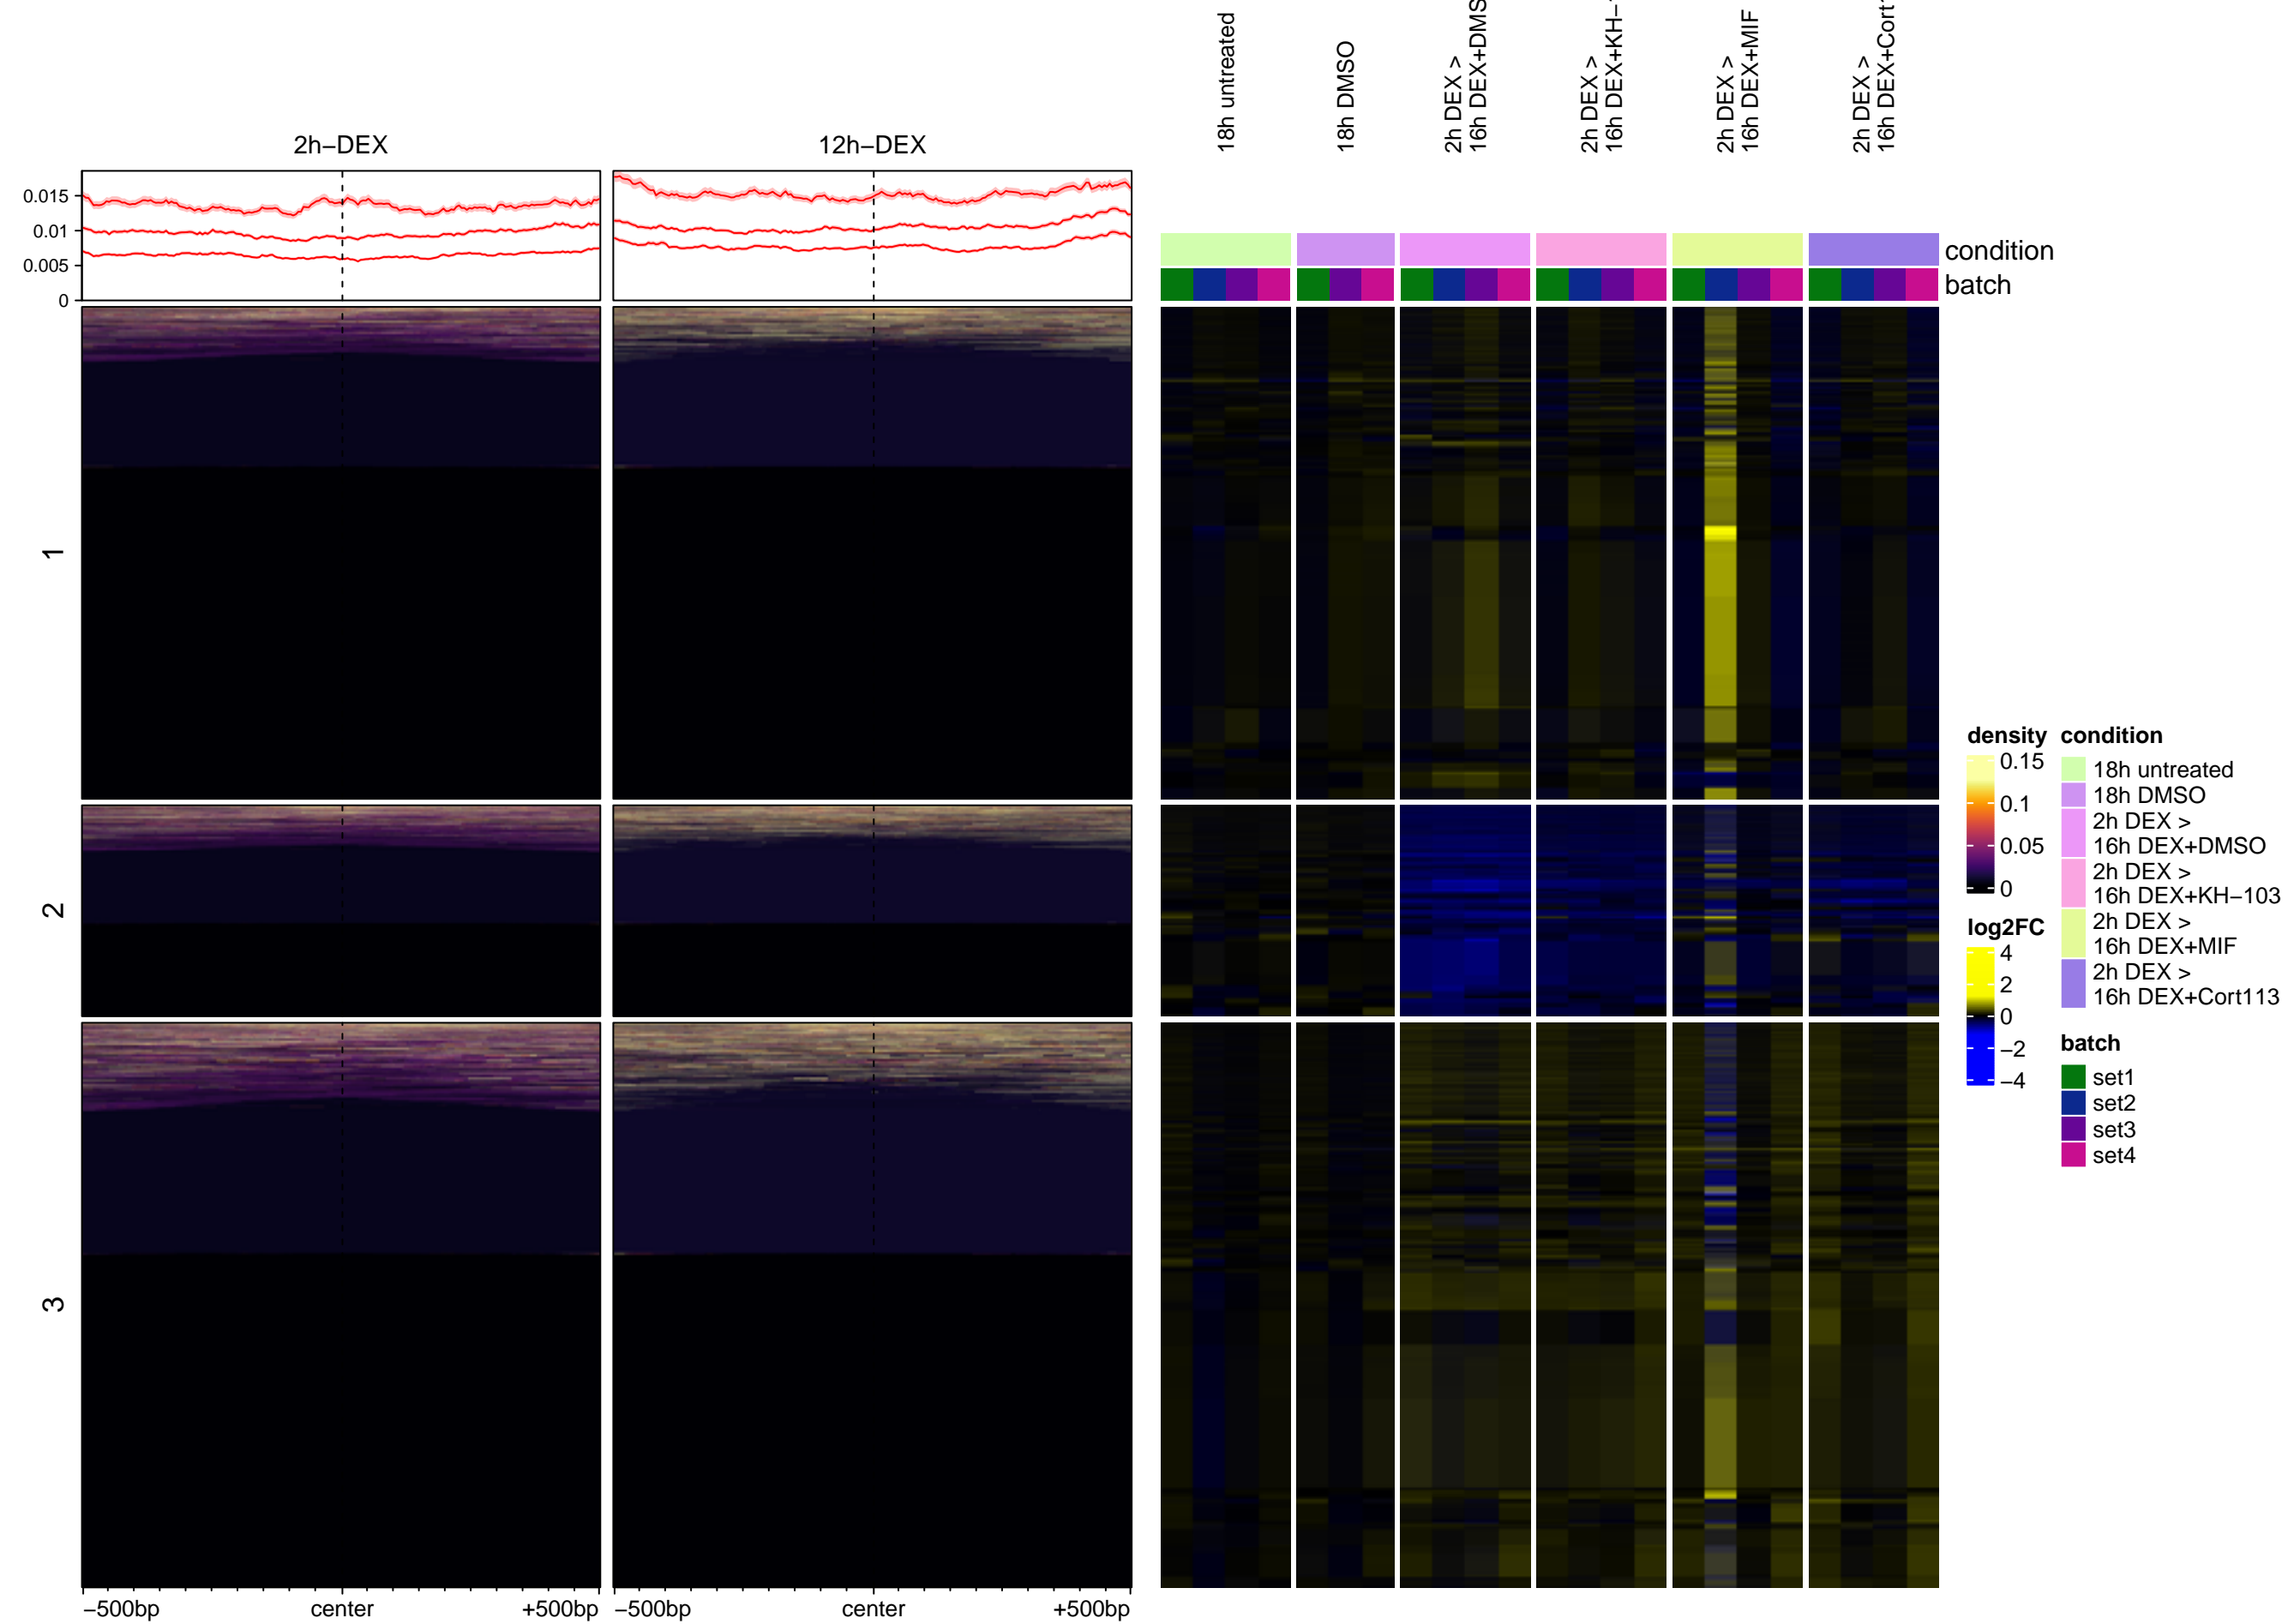 18h untreated
18h DMSO
2h DEX >
16h DEX+DMS
2h DEX >
16h DEX+KH−
2h DEX >
16h DEX+MIF
2h DEX >
16h DEX+Cort
2h−DEX
12h−DEX
0.015
0.01
0.005
0
condition
batch
1
2
3
−500bp
center
+500bp
−500bp
center
+500bp
density
0.15
0.1
0.05
0
log2FC
4
2
0
−2
−4
condition
18h untreated
18h DMSO
2h DEX >
16h DEX+DMSO
2h DEX >
16h DEX+KH−103
2h DEX >
16h DEX+MIF
2h DEX >
16h DEX+Cort113
batch
set1
set2
set3
set4